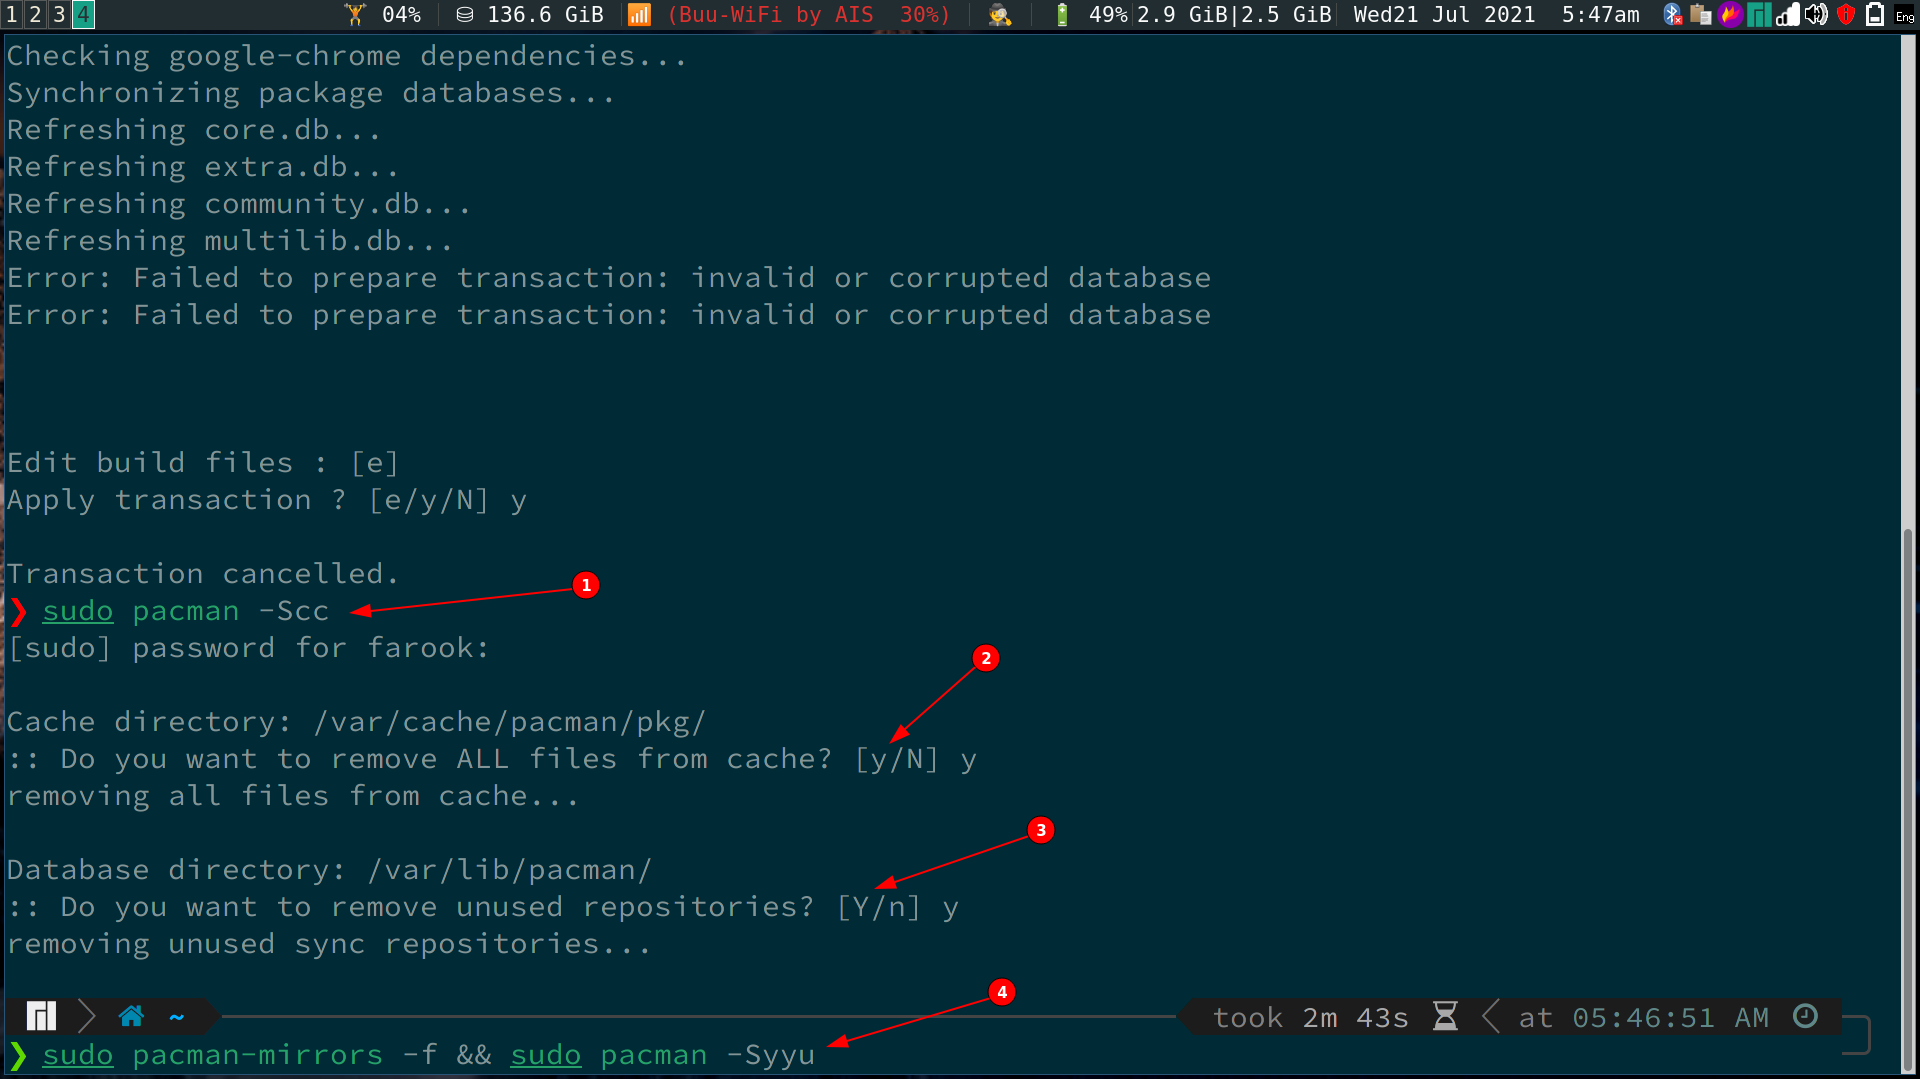 1 2 3 4 04% 136.6 GiB (Buu-WiFi by AIS 30%) 49% 2.9 GiB|2.5 GiB Wed21 Jul 2021 5:47am Eng
Checking google-chrome dependencies...
Synchronizing package databases...
Refreshing core.db...
Refreshing extra.db...
Refreshing community.db...
Refreshing multilib.db...
Error: Failed to prepare transaction: invalid or corrupted database
Error: Failed to prepare transaction: invalid or corrupted database
Edit build files : [e]
Apply transaction ? [e/y/N] y
Transaction cancelled.
1
❯ sudo pacman -Scc
[sudo] password for farook:
2
Cache directory: /var/cache/pacman/pkg/
:: Do you want to remove ALL files from cache? [y/N] y
removing all files from cache...
3
Database directory: /var/lib/pacman/
:: Do you want to remove unused repositories? [Y/n] y
removing unused sync repositories...
4
~ took 2m 43s at 05:46:51 AM
❯ sudo pacman-mirrors -f && sudo pacman -Syyu